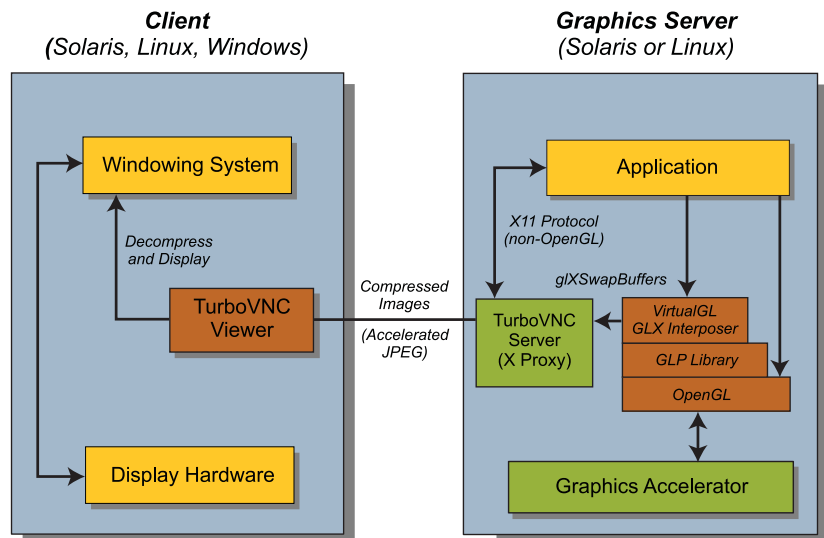 Client
(Solaris, Linux, Windows)
Graphics Server
(Solaris or Linux)
Windowing System
Decompress
and Display
TurboVNC
Viewer
Display Hardware
Compressed
Images
(Accelerated
JPEG)
Application
X11 Protocol
(non-OpenGL)
glXSwapBuffers
TurboVNC
Server
(X Proxy)
VirtualGL
GLX Interposer
GLP Library
OpenGL
Graphics Accelerator